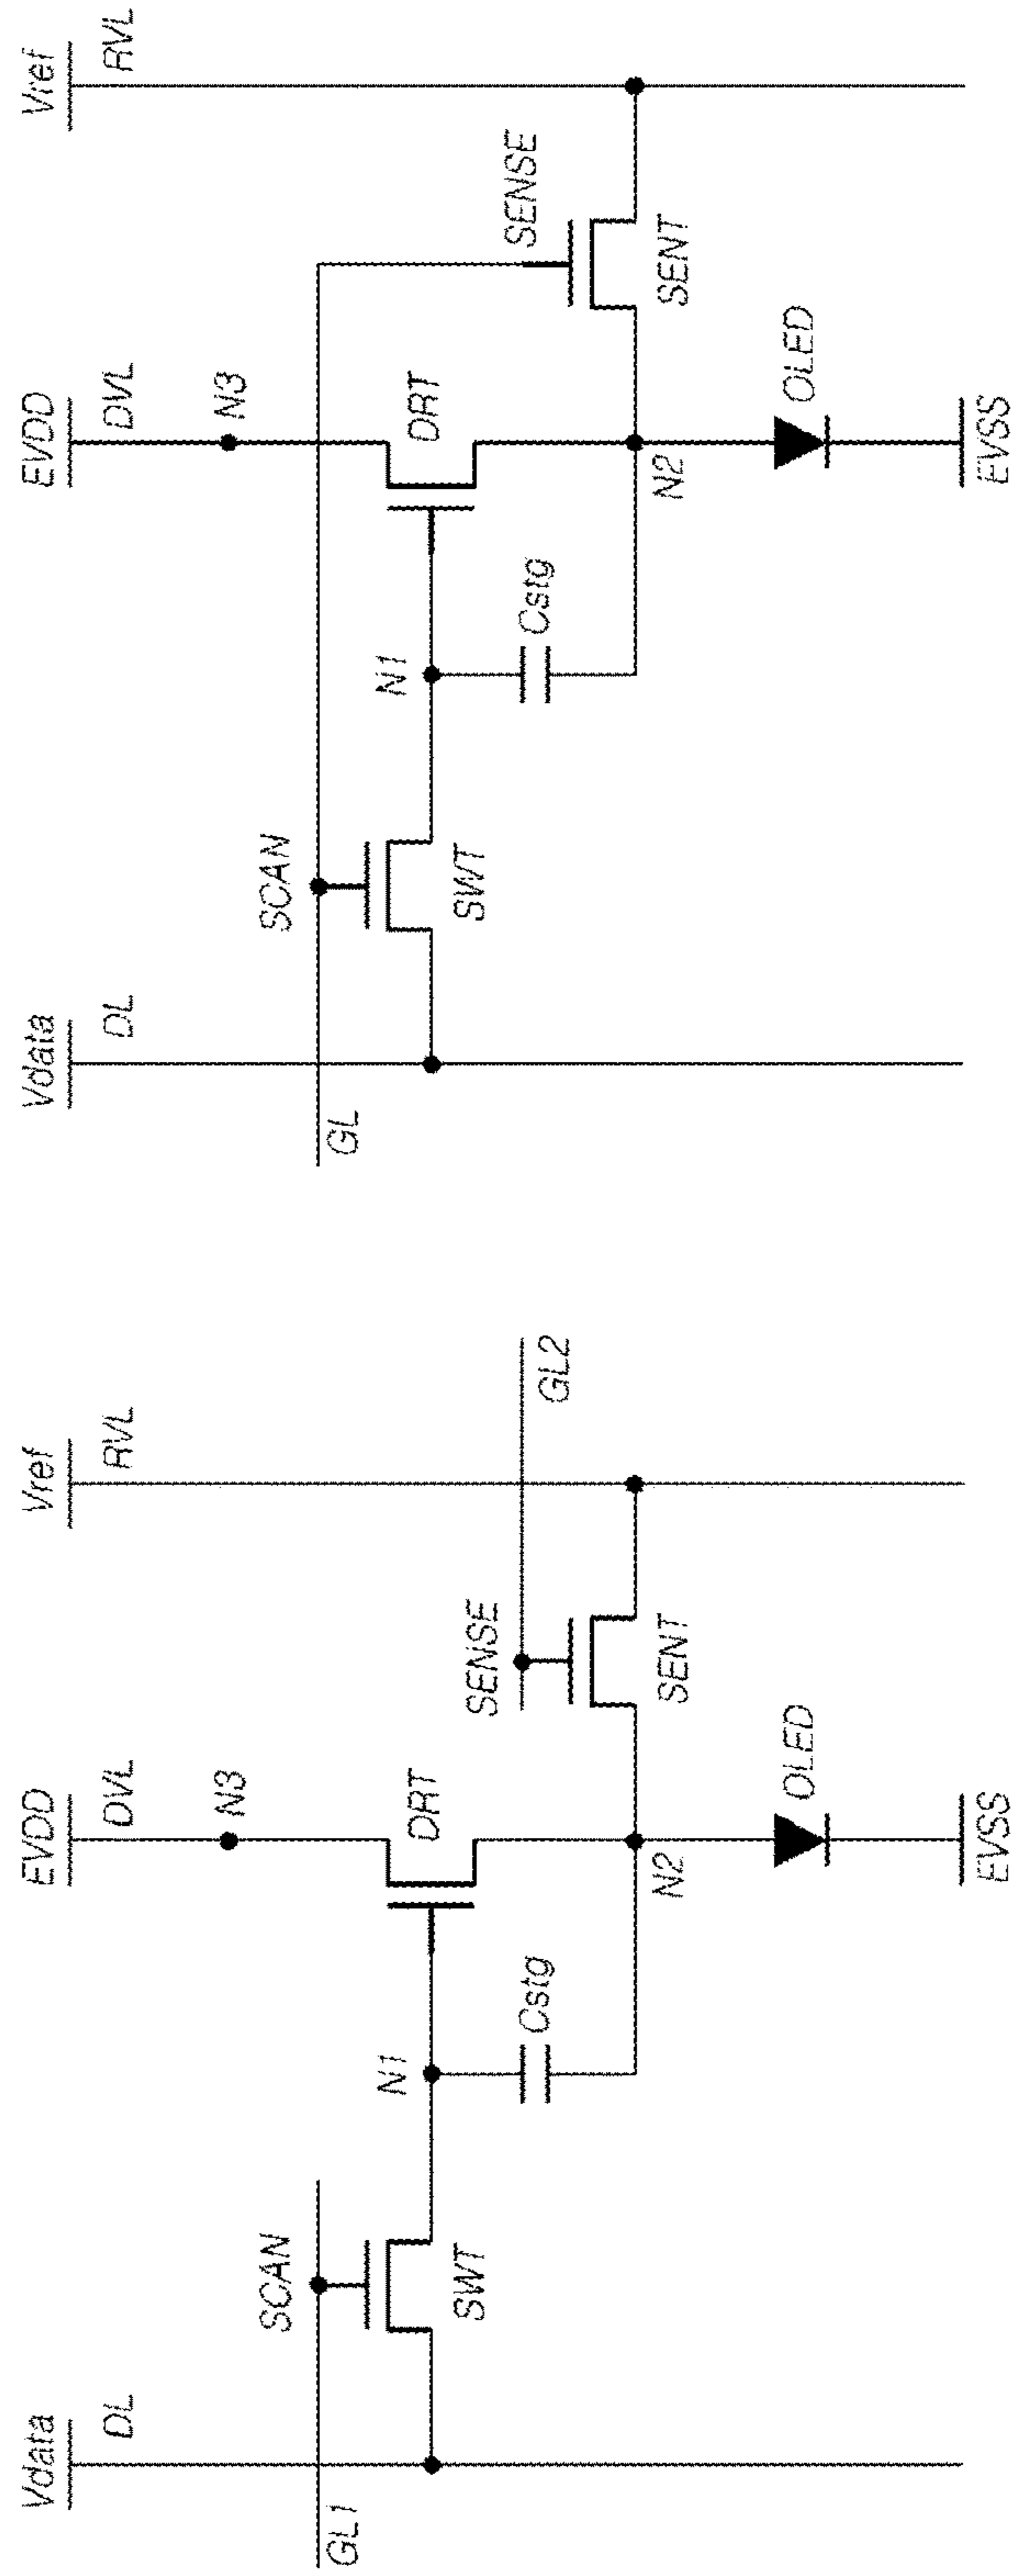 Vdata
DL
EVDD
DVL
Vref
RVL
N3
SCAN
GL1
SWT
N1
DRT
Cstg
SENSE
GL2
SENT
N2
OLED
EVSS
Vdata
DL
EVDD
DVL
Vref
RVL
N3
SCAN
GL
SWT
N1
DRT
Cstg
SENSE
SENT
N2
OLED
EVSS